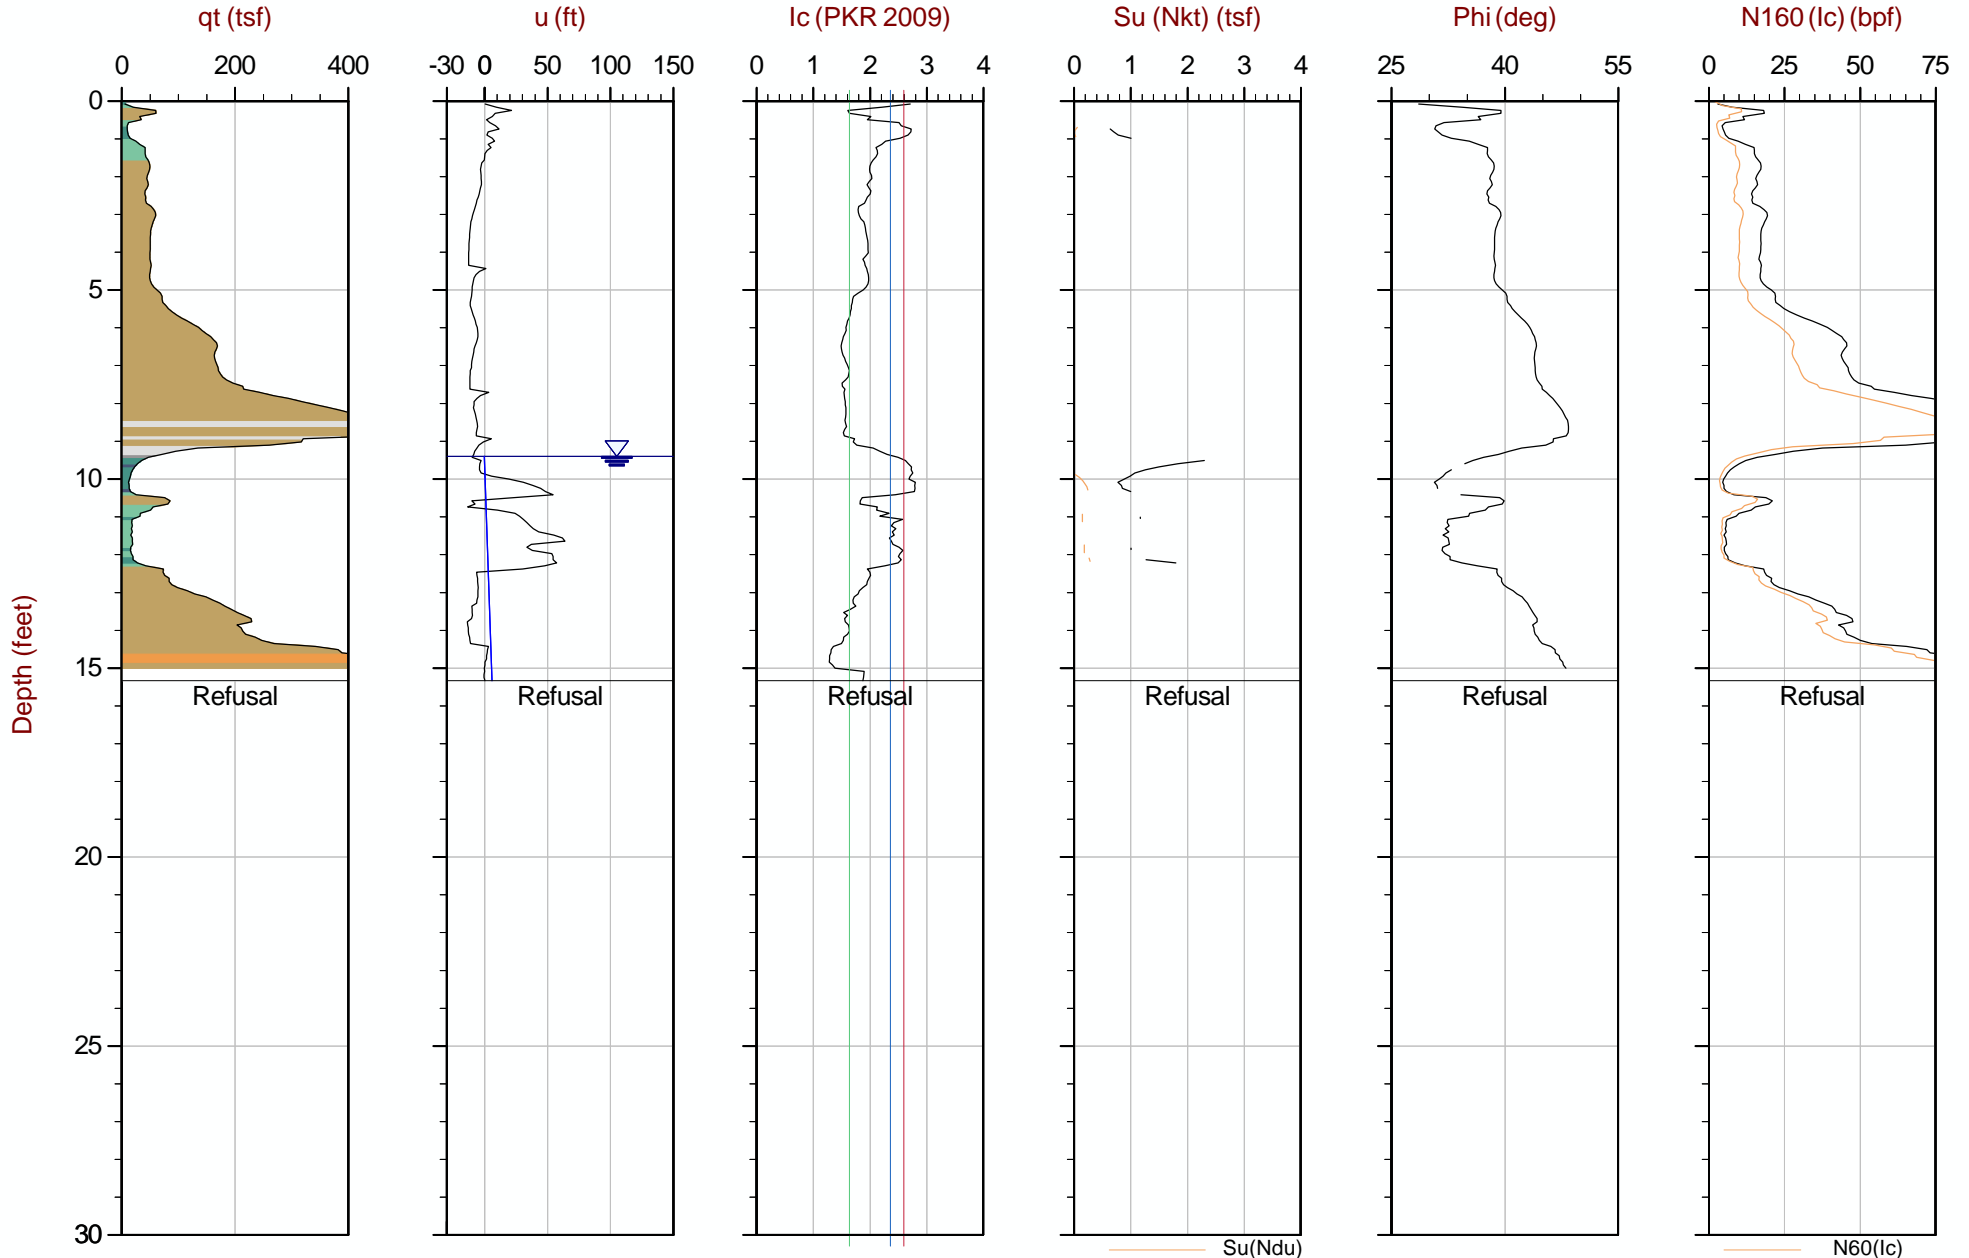 qt (tsf) u (ft) Ic (PKR 2009) Su (Nkt) (tsf) Phi (deg) N160 (Ic) (bpf)
0 200 400 -30 0 50 100 150 0 1 2 3 4 0 1 2 3 4 25 40 55 0 25 50 75
0
5
10
15
Refusal Refusal Refusal Refusal Refusal Refusal
20
25
30
Depth (feet)
Su(Ndu) N60(Ic)